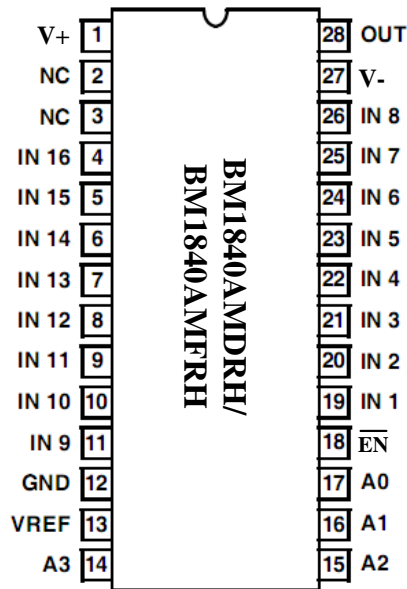 V+ 1 28 OUT
NC 2 27 V-
NC 3 26 IN 8
IN 16 4 25 IN 7
IN 15 5 24 IN 6
IN 14 6 23 IN 5
IN 13 7 22 IN 4
IN 12 8 21 IN 3
IN 11 9 20 IN 2
IN 10 10 19 IN 1
IN 9 11 18 E̅N̅
GND 12 17 A0
VREF 13 16 A1
A3 14 15 A2
BM1840AMDRH/
BM1840AMFRH